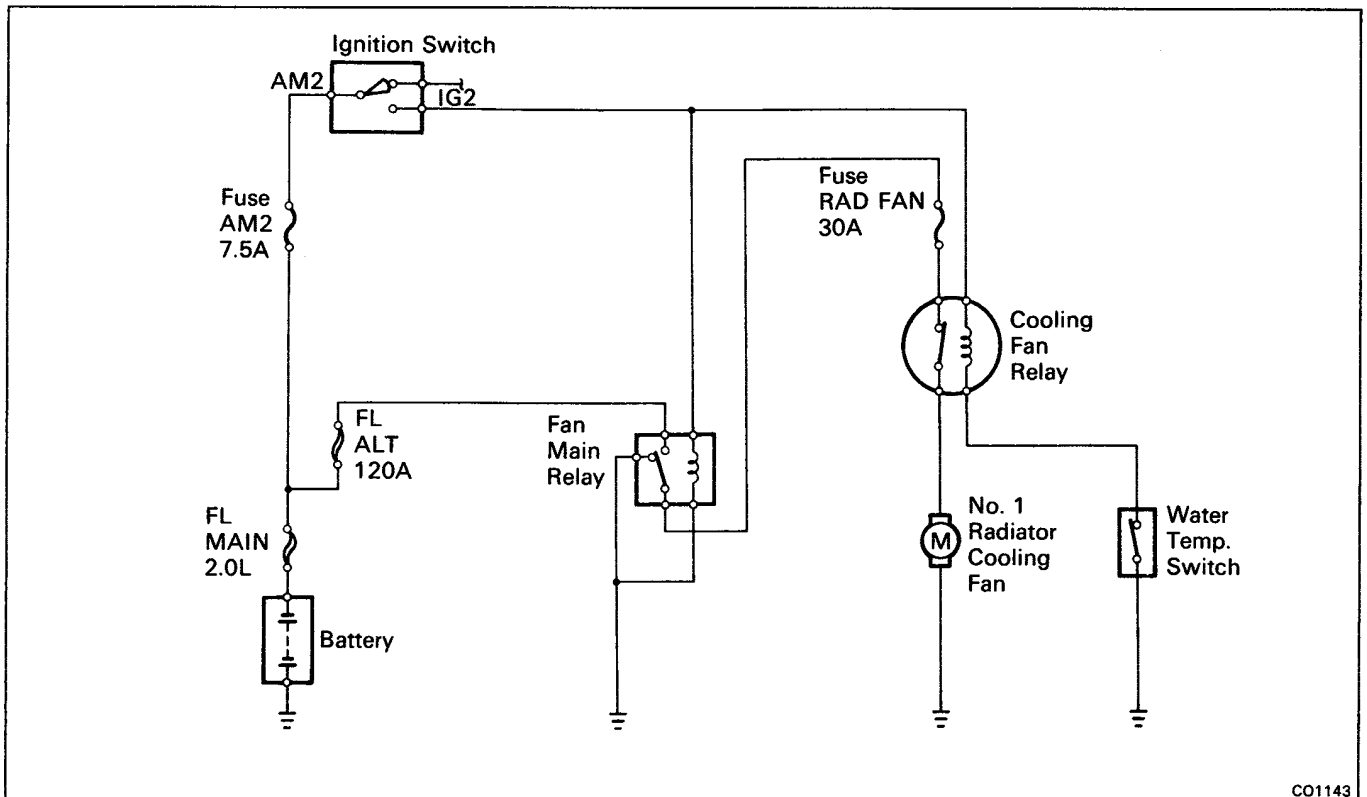 Ignition Switch
AM2
IG2
Fuse
AM2
7.5A
Fuse
RAD FAN
30A
Cooling
Fan
Relay
FL
ALT
120A
Fan
Main
Relay
FL
MAIN
2.0L
No. 1
Radiator
Cooling
Fan
M
Water
Temp.
Switch
Battery
CO1143